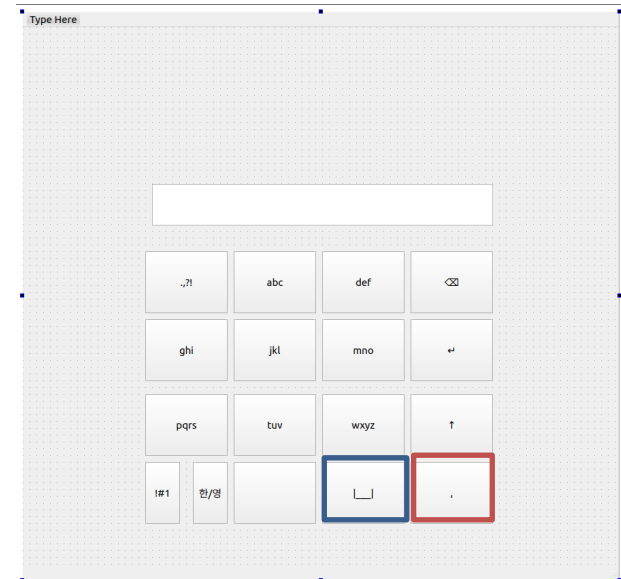 Type Here
.,?! abc def ⌫
ghi jkl mno ↵
pqrs tuv wxyz ↑
!#1 한/영 |__| ,